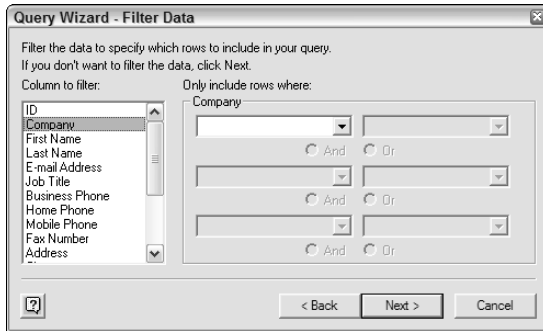 Query Wizard - Filter Data
Filter the data to specify which rows to include in your query.
If you don't want to filter the data, click Next.
Column to filter:
Only include rows where:
ID
Company
First Name
Last Name
E-mail Address
Job Title
Business Phone
Home Phone
Mobile Phone
Fax Number
Address
Company
And Or
And Or
And Or
?
< Back Next > Cancel